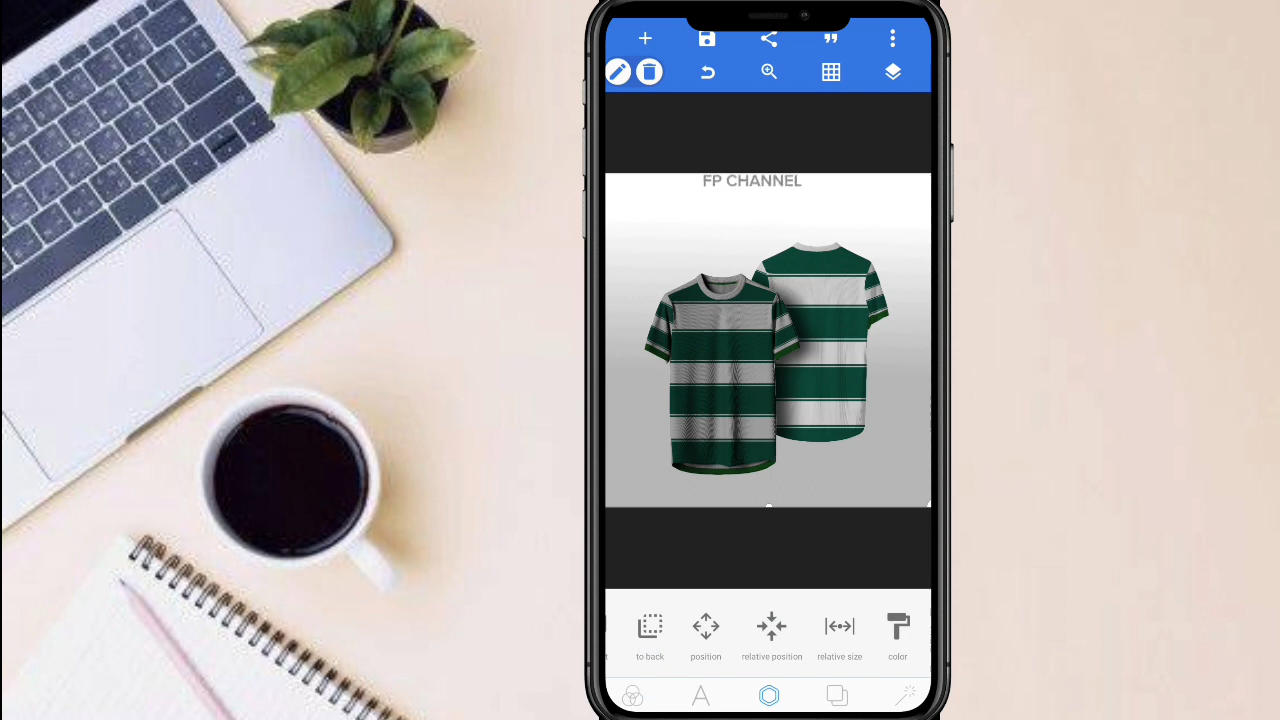 FP CHANNEL
to back
position
relative position
relative size
color